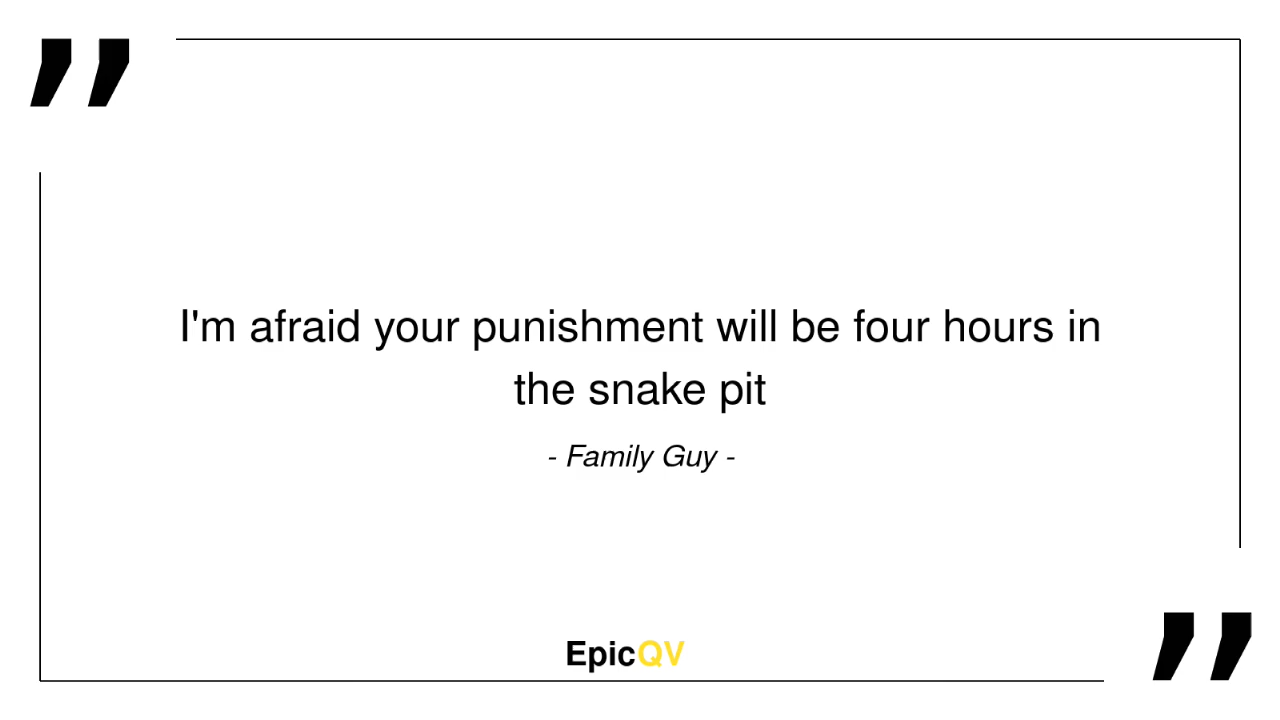 ”
I'm afraid your punishment will be four hours in
the snake pit
- Family Guy -
EpicQV
”